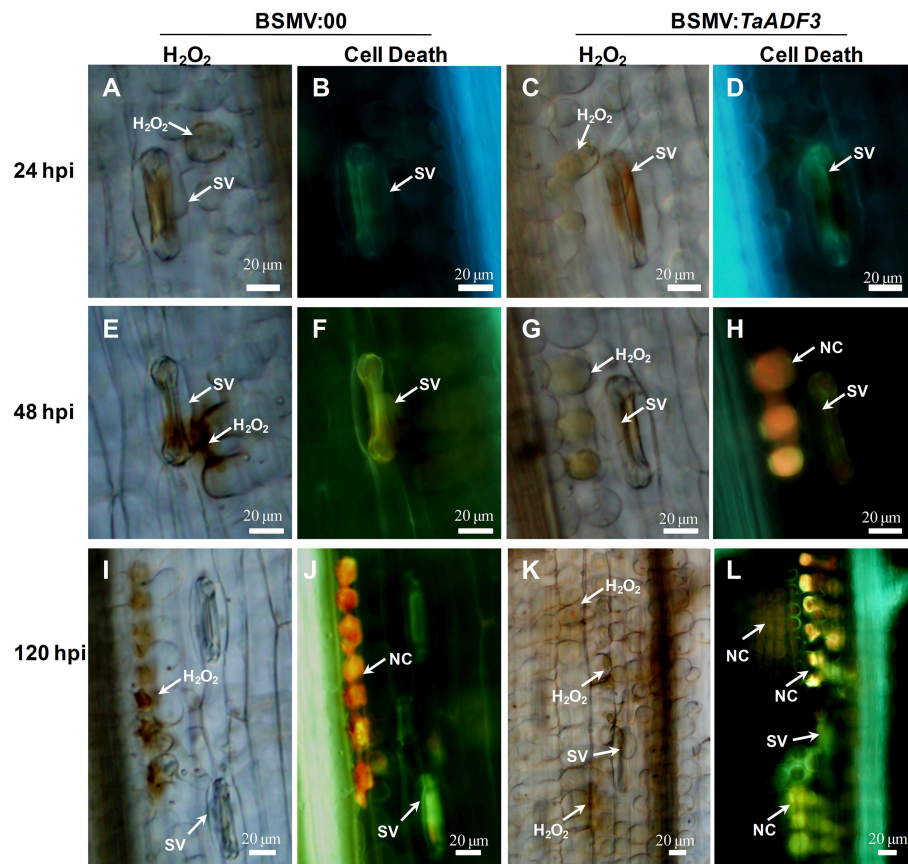 BSMV:00 BSMV:TaADF3
H₂O₂ Cell Death H₂O₂ Cell Death
24 hpi
A H₂O₂ SV 20 μm
B SV 20 μm
C H₂O₂ SV 20 μm
D SV 20 μm
48 hpi
E SV H₂O₂ 20 μm
F SV 20 μm
G H₂O₂ SV 20 μm
H NC SV 20 μm
120 hpi
I H₂O₂ SV 20 μm
J NC SV 20 μm
K H₂O₂ H₂O₂ SV H₂O₂ 20 μm
L NC NC SV NC 20 μm